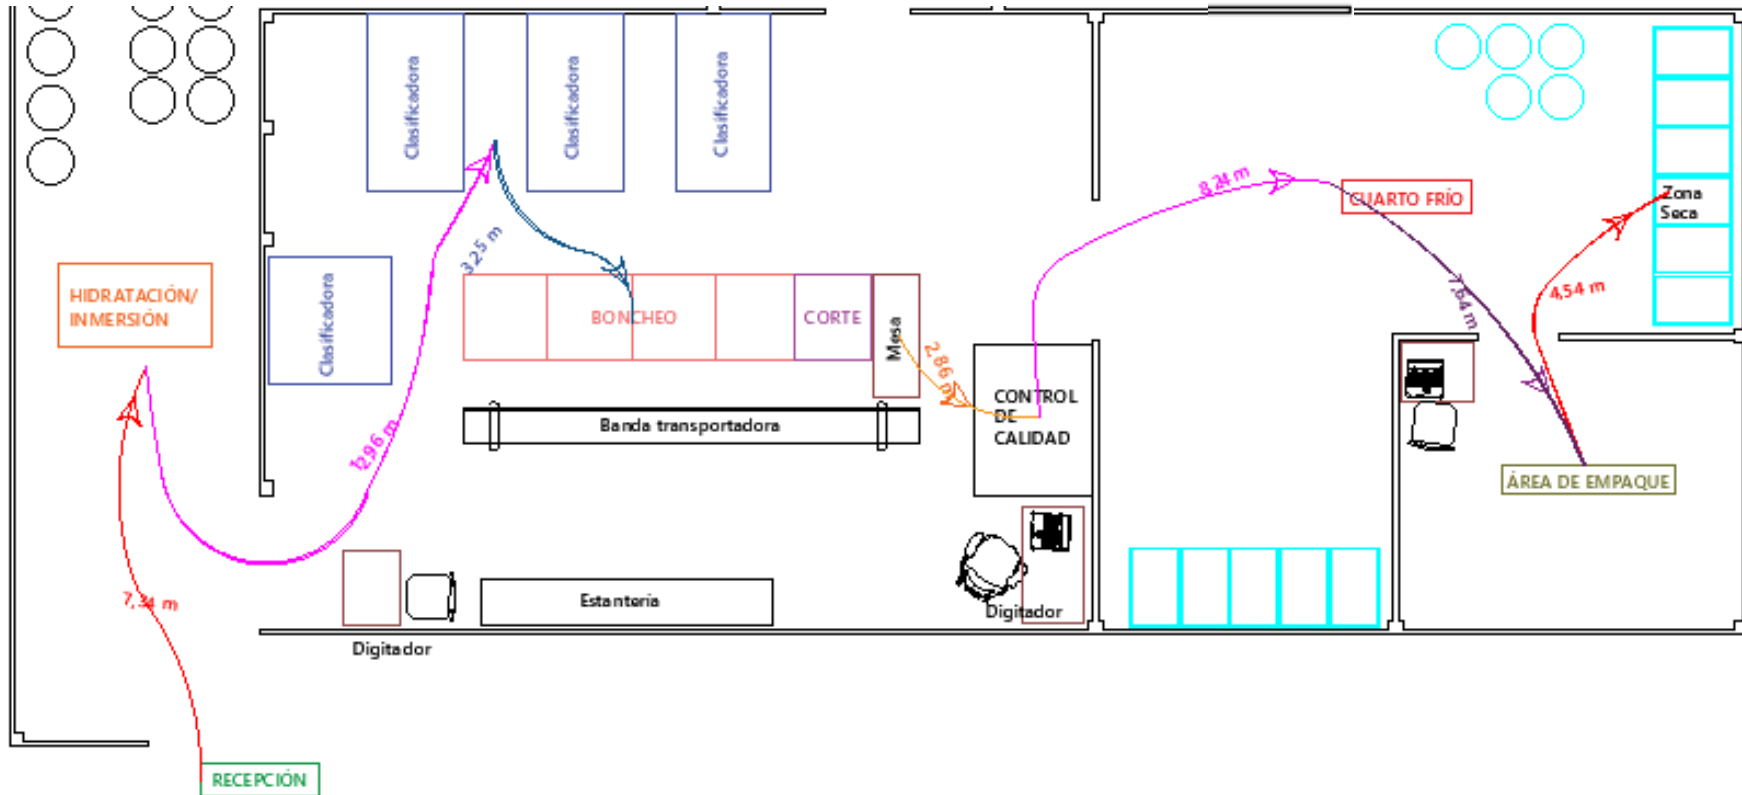 Clasificadora
Clasificadora
Clasificadora
8,24 m
CUARTO FRÍO
Zona
Seca
3,25 m
HIDRATACIÓN/
INMERSIÓN
Clasificadora
BONCHEO
CORTE
Mesa
2,86 m
7,64 m
4,54 m
CONTROL
DE
CALIDAD
12,96 m
Banda transportadora
ÁREA DE EMPAQUE
7,34 m
Estantería
Digitador
Digitador
RECEPCIÓN